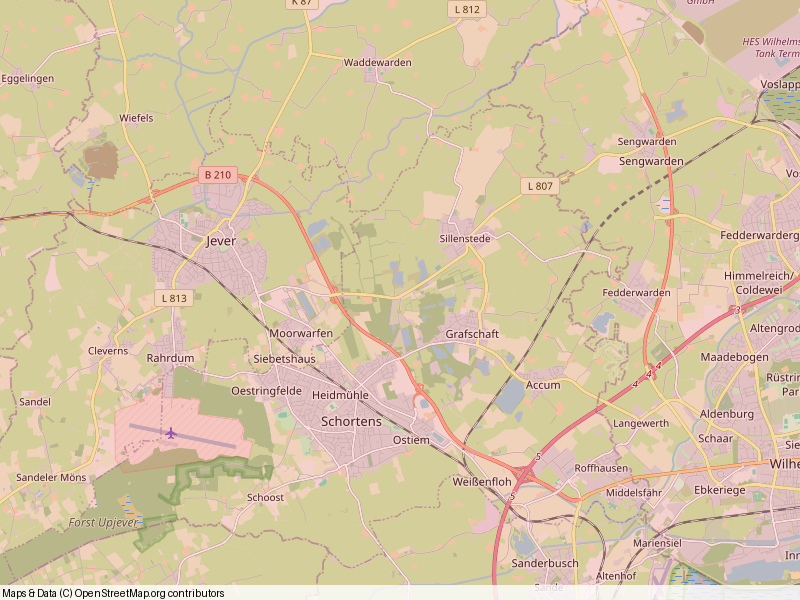 K 87
L 812
GmbH
HES Wilhelms
Tank Term
Waddewarden
Eggelingen
Voslapp
Wiefels
Sengwarden
Sengwarden
B 210
L 807
Vos
Jever
Sillenstede
Fedderwarderg
Himmelreich/
Coldewei
L 813
Fedderwarden
3
Moorwarfen
Grafschaft
Altengrod
Cleverns
Rahrdum
Siebetshaus
Maadebogen
4
4
4
Accum
Rüstrin
Par
Oestringfelde
Heidmühle
Sandel
Aldenburg
Schortens
Langewerth
Ostiem
Schaar
Sie
5
Wilhe
Roffhausen
Sandeler Möns
Weißenfloh
Ebkeriege
Middelsfähr
Schoost
5
Forst Upjever
Mariensiel
Inn
Sanderbusch
Altenhof
Sande
Maps & Data (C) OpenStreetMap.org contributors